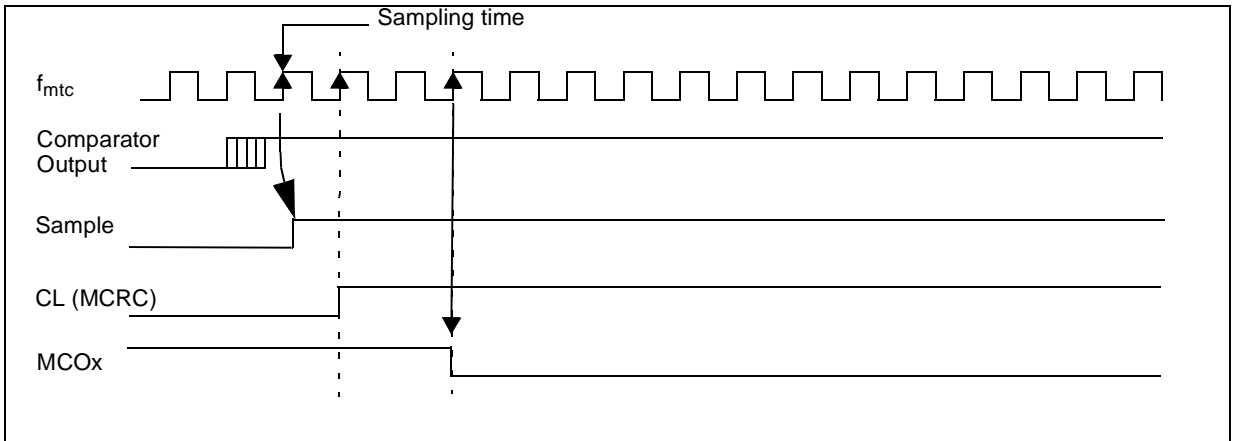 Sampling time
fmtc
Comparator
Output
Sample
CL (MCRC)
MCOx